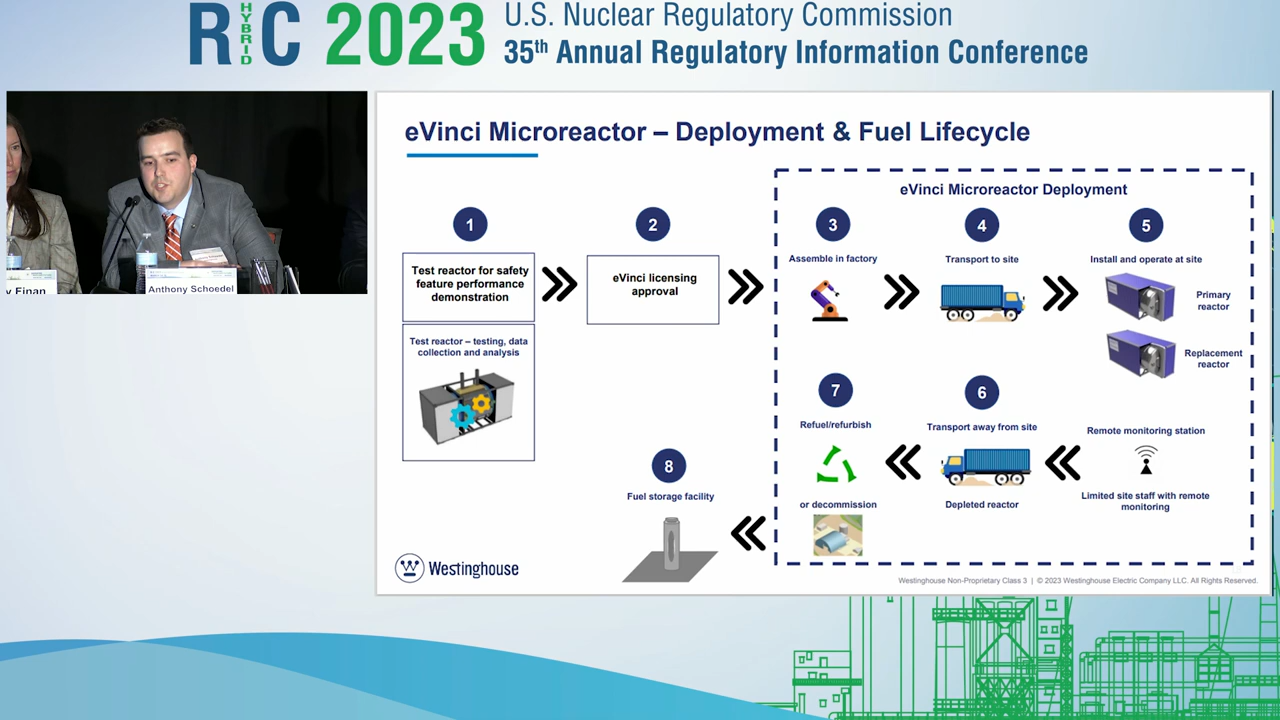 RIC 2023
HYBRID
U.S. Nuclear Regulatory Commission
35th Annual Regulatory Information Conference
Finan
Anthony Schoedel
eVinci Microreactor – Deployment & Fuel Lifecycle
eVinci Microreactor Deployment
1
Test reactor for safety
feature performance
demonstration
Test reactor – testing, data
collection and analysis
2
eVinci licensing
approval
3
Assemble in factory
4
Transport to site
5
Install and operate at site
Primary
reactor
Replacement
reactor
Remote monitoring station
Limited site staff with remote
monitoring
6
Transport away from site
Depleted reactor
7
Refuel/refurbish
or decommission
8
Fuel storage facility
Westinghouse
Westinghouse Non-Proprietary Class 3 | © 2023 Westinghouse Electric Company LLC. All Rights Reserved.